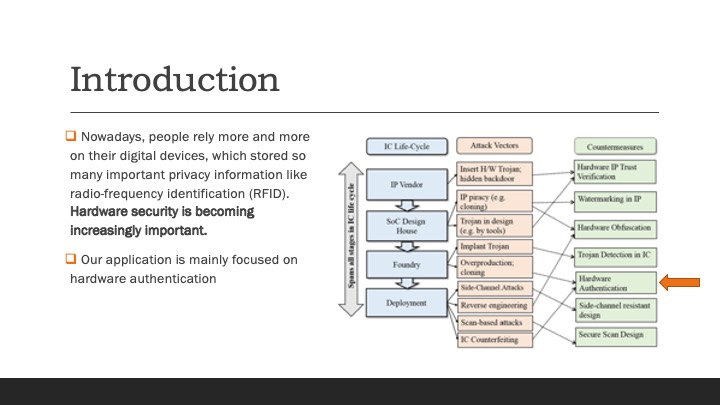 Introduction
❑ Nowadays, people rely more and more
on their digital devices, which stored so
many important privacy information like
radio-frequency identification (RFID).
Hardware security is becoming
increasingly important.
❑ Our application is mainly focused on
hardware authentication
IC Life-Cycle
Attack Vectors
Countermeasures
Spans all stages in IC life cycle
IP Vendor
SoC Design
House
Foundry
Deployment
Insert H/W Trojan;
hidden backdoor
IP piracy (e.g.
cloning)
Trojan in design
(e.g. by tools)
Implant Trojan
Overproduction;
cloning
Side-Channel Attacks
Reverse engineering
Scan-based attacks
IC Counterfeiting
Hardware IP Trust
Verification
Watermarking in IP
Hardware Obfuscation
Trojan Detection in IC
Hardware
Authentication
Side-channel resistant
design
Secure Scan Design